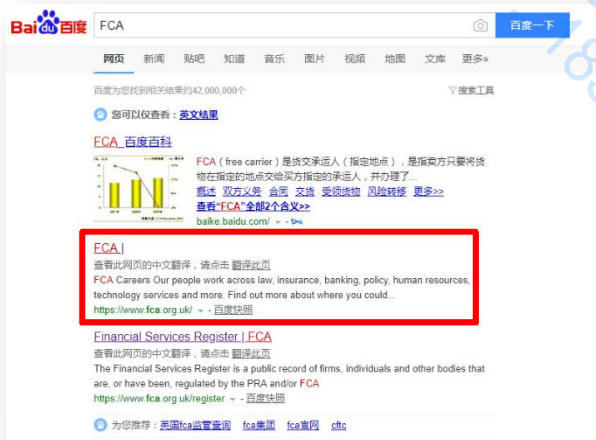 Bai du 百度 FCA 百度一下
网页 新闻 贴吧 知道 音乐 图片 视频 地图 文库 更多»
百度为您找到相关结果约42,000,000个 搜索工具
您可以仅查看：英文结果
FCA_百度百科
FCA（free carrier）是货交承运人（指定地点），是指卖方只要将货
物在指定的地点交给买方指定的承运人，并办理了...
概述 双方义务 合同 交货 受领货物 风险转移 更多>>
查看“FCA”全部2个含义>>
baike.baidu.com/
FCA |
查看此网页的中文翻译，请点击 翻译此页
FCA Careers Our people work across law, insurance, banking, policy, human resources,
technology services and more. Find out more about where you could...
https://www.fca.org.uk/ - 百度快照
Financial Services Register | FCA
查看此网页的中文翻译，请点击 翻译此页
The Financial Services Register is a public record of firms, individuals and other bodies that
are, or have been, regulated by the PRA and/or FCA
https://www.fca.org.uk/register - 百度快照
为您推荐：英国fca监管查询 fca集团 fca官网 cftc